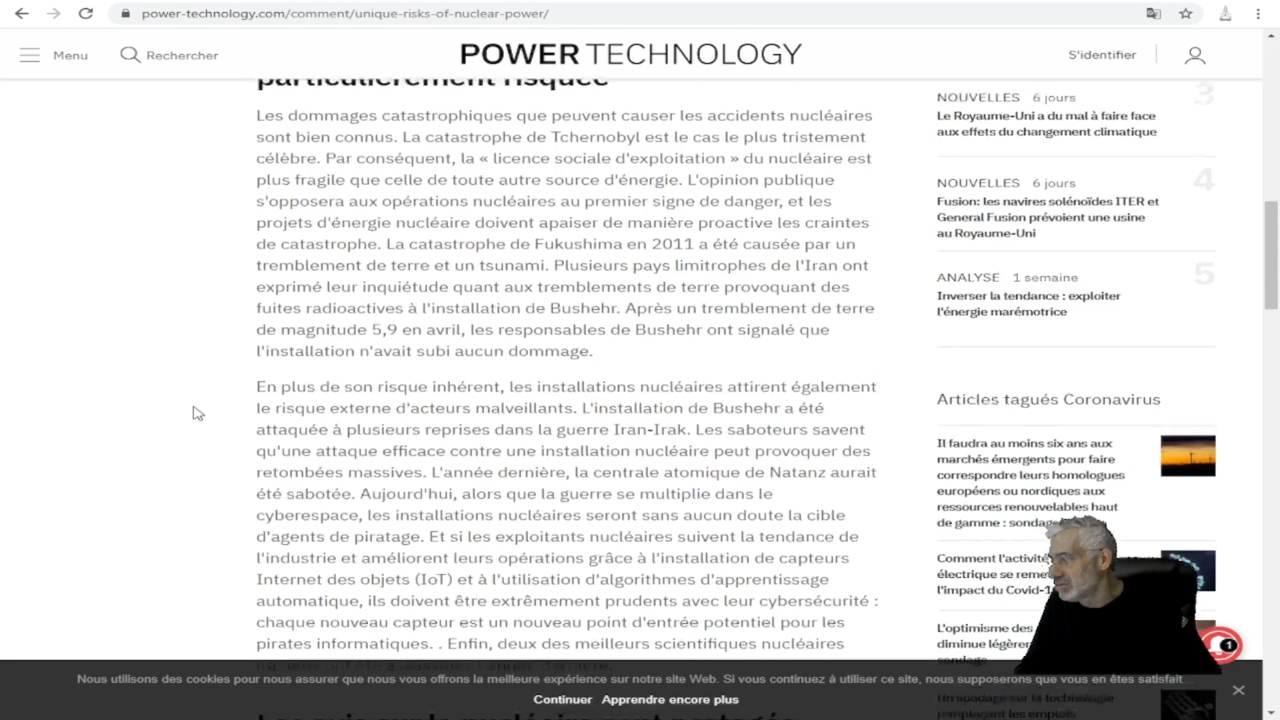 power-technology.com/comment/unique-risks-of-nuclear-power/
Menu
Rechercher
POWER TECHNOLOGY
S'identifier
particulièrement risquée
Les dommages catastrophiques que peuvent causer les accidents nucléaires
sont bien connus. La catastrophe de Tchernobyl est le cas le plus tristement
célèbre. Par conséquent, la « licence sociale d'exploitation » du nucléaire est
plus fragile que celle de toute autre source d'énergie. L'opinion publique
s'opposera aux opérations nucléaires au premier signe de danger, et les
projets d'énergie nucléaire doivent apaiser de manière proactive les craintes
de catastrophe. La catastrophe de Fukushima en 2011 a été causée par un
tremblement de terre et un tsunami. Plusieurs pays limitrophes de l'Iran ont
exprimé leur inquiétude quant aux tremblements de terre provoquant des
fuites radioactives à l'installation de Bushehr. Après un tremblement de terre
de magnitude 5,9 en avril, les responsables de Bushehr ont signalé que
l'installation n'avait subi aucun dommage.
En plus de son risque inhérent, les installations nucléaires attirent également
le risque externe d'acteurs malveillants. L'installation de Bushehr a été
attaquée à plusieurs reprises dans la guerre Iran-Irak. Les saboteurs savent
qu'une attaque efficace contre une installation nucléaire peut provoquer des
retombées massives. L'année dernière, la centrale atomique de Natanz aurait
été sabotée. Aujourd'hui, alors que la guerre se multiplie dans le
cyberespace, les installations nucléaires seront sans aucun doute la cible
d'agents de piratage. Et si les exploitants nucléaires suivent la tendance de
l'industrie et améliorent leurs opérations grâce à l'installation de capteurs
Internet des objets (IoT) et à l'utilisation d'algorithmes d'apprentissage
automatique, ils doivent être extrêmement prudents avec leur cybersécurité :
chaque nouveau capteur est un nouveau point d'entrée potentiel pour les
pirates informatiques. . Enfin, deux des meilleurs scientifiques nucléaires
NOUVELLES 6 jours
3
Le Royaume-Uni a du mal à faire face
aux effets du changement climatique
NOUVELLES 6 jours
4
Fusion: les navires solénoïdes ITER et
General Fusion prévoient une usine
au Royaume-Uni
ANALYSE 1 semaine
5
Inverser la tendance : exploiter
l'énergie marémotrice
Articles tagués Coronavirus
Il faudra au moins six ans aux
marchés émergents pour faire
correspondre leurs homologues
européens ou nordiques aux
ressources renouvelables haut
de gamme : sondage
Comment l'activité
électrique se reme
l'impact du Covid-1
L'optimisme des
diminue légère
sondage
1
Nous utilisons des cookies pour nous assurer que nous vous offrons la meilleure expérience sur notre site Web. Si vous continuez à utiliser ce site, nous supposerons que vous en êtes satisfait...
Continuer Apprendre encore plus